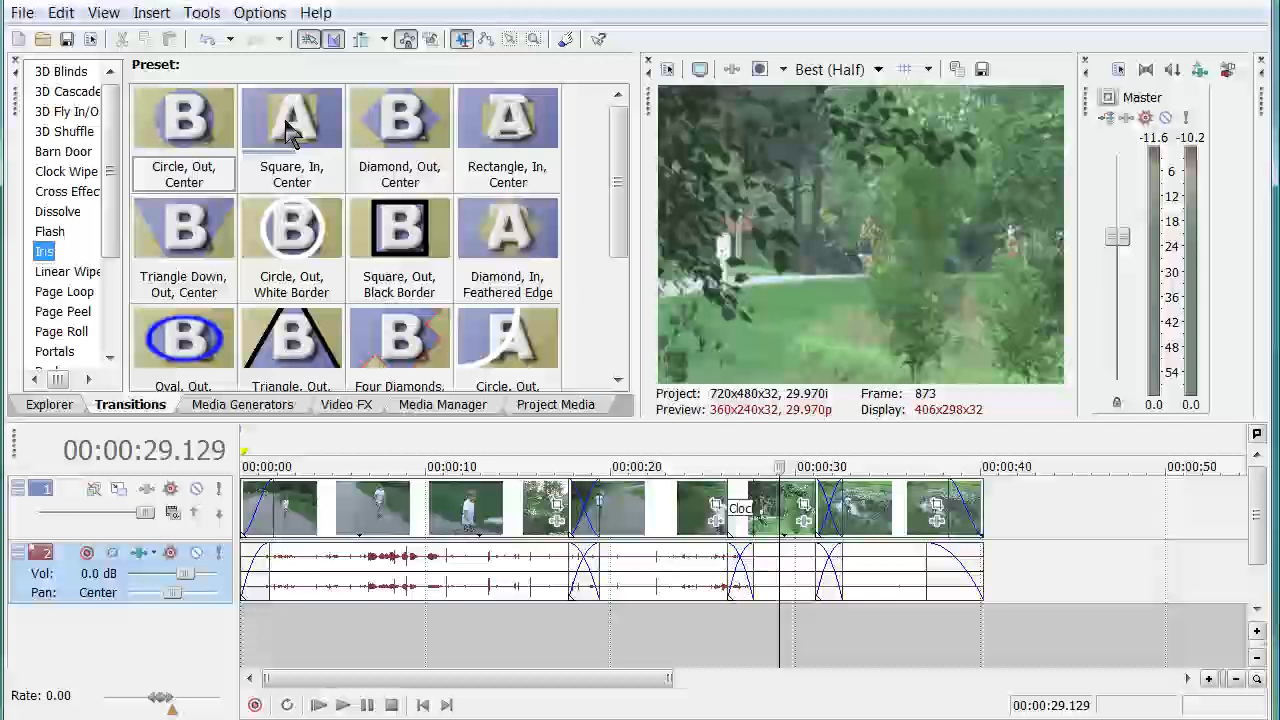 File Edit View Insert Tools Options Help
Preset:
3D Blinds
3D Cascade
3D Fly In/O
3D Shuffle
Barn Door
Clock Wipe
Cross Effec
Dissolve
Flash
Iris
Linear Wipe
Page Loop
Page Peel
Page Roll
Portals
B A B A
Circle, Out, Center
Square, In, Center
Diamond, Out, Center
Rectangle, In, Center
B B B A
Triangle Down, Out, Center
Circle, Out, White Border
Square, Out, Black Border
Diamond, In, Feathered Edge
B B B A
Oval, Out,
Triangle, Out,
Four Diamonds,
Circle, Out,
Explorer Transitions Media Generators Video FX Media Manager Project Media
Best (Half)
Project: 720x480x32, 29.970i Frame: 873
Preview: 360x240x32, 29.970p Display: 406x298x32
Master
-11.6 -10.2
6
12
18
24
30
36
42
48
54
0.0 0.0
00:00:29.129
00:00:00 00:00:10 00:00:20 00:00:30 00:00:40 00:00:50
1
Cloc
2
Vol: 0.0 dB
Pan: Center
Rate: 0.00
00:00:29.129